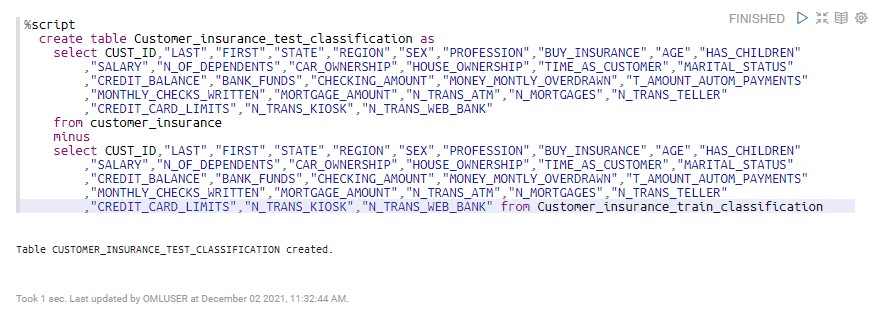 FINISHED
%script
create table Customer_insurance_test_classification as
select CUST_ID,"LAST","FIRST","STATE","REGION","SEX","PROFESSION","BUY_INSURANCE","AGE","HAS_CHILDREN"
,"SALARY","N_OF_DEPENDENTS","CAR_OWNERSHIP","HOUSE_OWNERSHIP","TIME_AS_CUSTOMER","MARITAL_STATUS"
,"CREDIT_BALANCE","BANK_FUNDS","CHECKING_AMOUNT","MONEY_MONTLY_OVERDRAWN","T_AMOUNT_AUTOM_PAYMENTS"
,"MONTHLY_CHECKS_WRITTEN","MORTGAGE_AMOUNT","N_TRANS_ATM","N_MORTGAGES","N_TRANS_TELLER"
,"CREDIT_CARD_LIMITS","N_TRANS_KIOSK","N_TRANS_WEB_BANK"
from customer_insurance
minus
select CUST_ID,"LAST","FIRST","STATE","REGION","SEX","PROFESSION","BUY_INSURANCE","AGE","HAS_CHILDREN"
,"SALARY","N_OF_DEPENDENTS","CAR_OWNERSHIP","HOUSE_OWNERSHIP","TIME_AS_CUSTOMER","MARITAL_STATUS"
,"CREDIT_BALANCE","BANK_FUNDS","CHECKING_AMOUNT","MONEY_MONTLY_OVERDRAWN","T_AMOUNT_AUTOM_PAYMENTS"
,"MONTHLY_CHECKS_WRITTEN","MORTGAGE_AMOUNT","N_TRANS_ATM","N_MORTGAGES","N_TRANS_TELLER"
,"CREDIT_CARD_LIMITS","N_TRANS_KIOSK","N_TRANS_WEB_BANK" from Customer_insurance_train_classification
Table CUSTOMER_INSURANCE_TEST_CLASSIFICATION created.
Took 1 sec. Last updated by OMLUSER at December 02 2021, 11:32:44 AM.